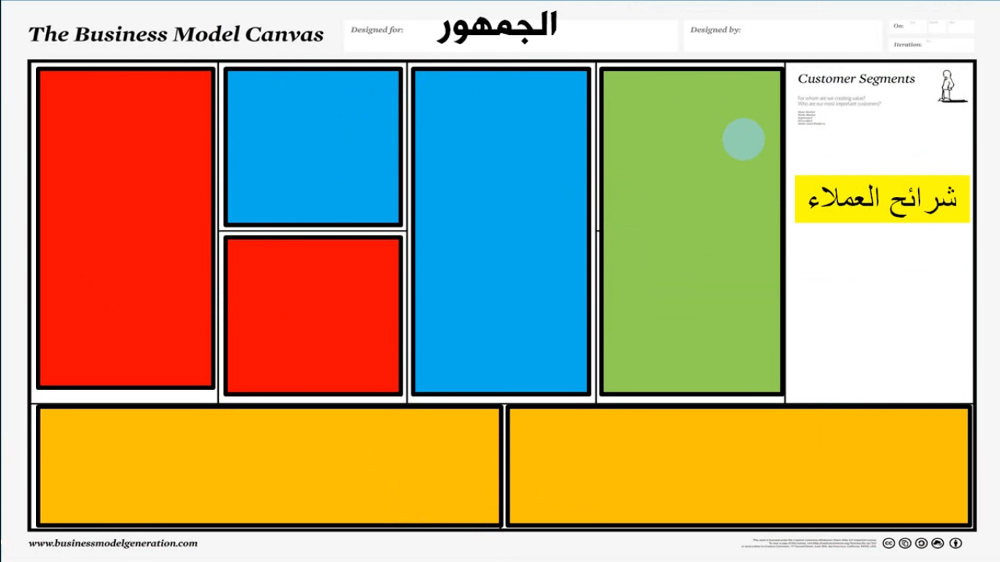 The Business Model Canvas
Designed for:
الجمهور
Designed by:
On:
Iteration:
Customer Segments
For whom are we creating value?
Who are our most important customers?
شرائح العملاء
www.businessmodelgeneration.com